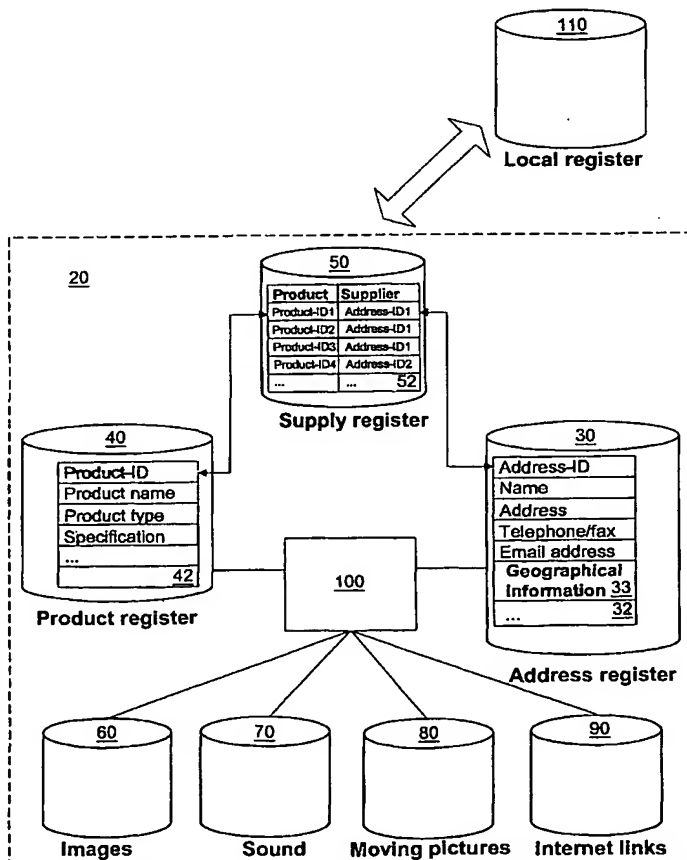 110
Local register
20
50
Product Supplier
Product-ID1 Address-ID1
Product-ID2 Address-ID1
Product-ID3 Address-ID1
Product-ID4 Address-ID2
... ... 52
Supply register
40
Product-ID
Product name
Product type
Specification
...
42
Product register
30
Address-ID
Name
Address
Telephone/fax
Email address
Geographical
Information 33
... 32
Address register
100
60
Images
70
Sound
80
Moving pictures
90
Internet links